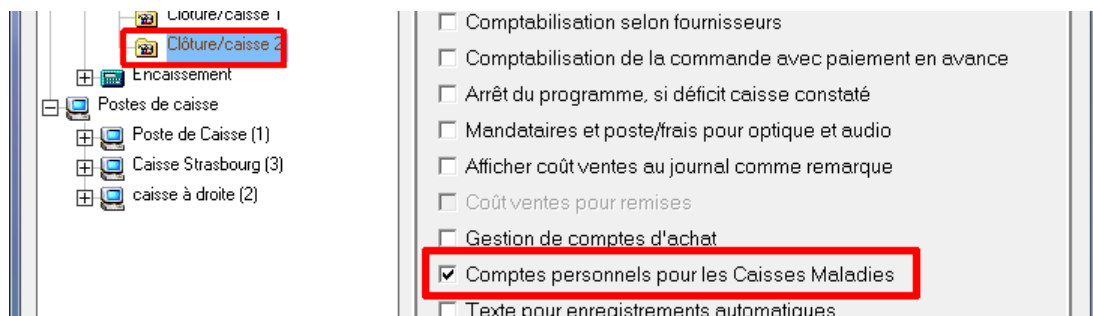 Clôture/caisse 1
Clôture/caisse 2
Encaissement
Postes de caisse
Poste de Caisse (1)
Caisse Strasbourg (3)
caisse à droite (2)
Comptabilisation selon fournisseurs
Comptabilisation de la commande avec paiement en avance
Arrêt du programme, si déficit caisse constaté
Mandataires et poste/frais pour optique et audio
Afficher coût ventes au journal comme remarque
Coût ventes pour remises
Gestion de comptes d'achat
Comptes personnels pour les Caisses Maladies
Texte pour enregistrements automatiques